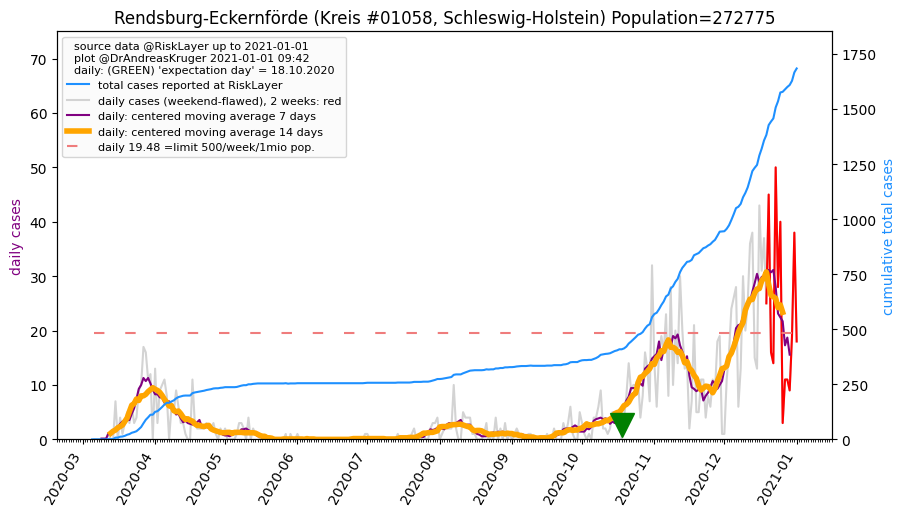 Rendsburg-Eckernförde (Kreis #01058, Schleswig-Holstein) Population=272775
source data @RiskLayer up to 2021-01-01
plot @DrAndreasKruger 2021-01-01 09:42
daily: (GREEN) 'expectation day' = 18.10.2020
total cases reported at RiskLayer
daily cases (weekend-flawed), 2 weeks: red
daily: centered moving average 7 days
daily: centered moving average 14 days
daily 19.48 =limit 500/week/1mio pop.
daily cases
70
60
50
40
30
20
10
0
cumulative total cases
1750
1500
1250
1000
750
500
250
0
2020-03
2020-04
2020-05
2020-06
2020-07
2020-08
2020-09
2020-10
2020-11
2020-12
2021-01